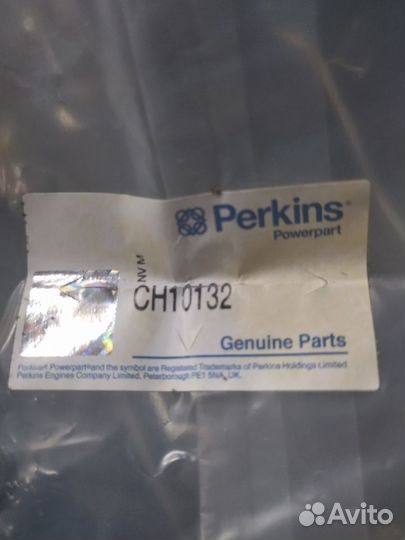 Perkins®
Powerpart
NV M
CH10132
Genuine Parts
Perkins Powerpart and the symbol are Registered Trademarks of Perkins Holdings Limited
Perkins Engines Company Limited, Peterborough PE1 5NA, UK.
Avito